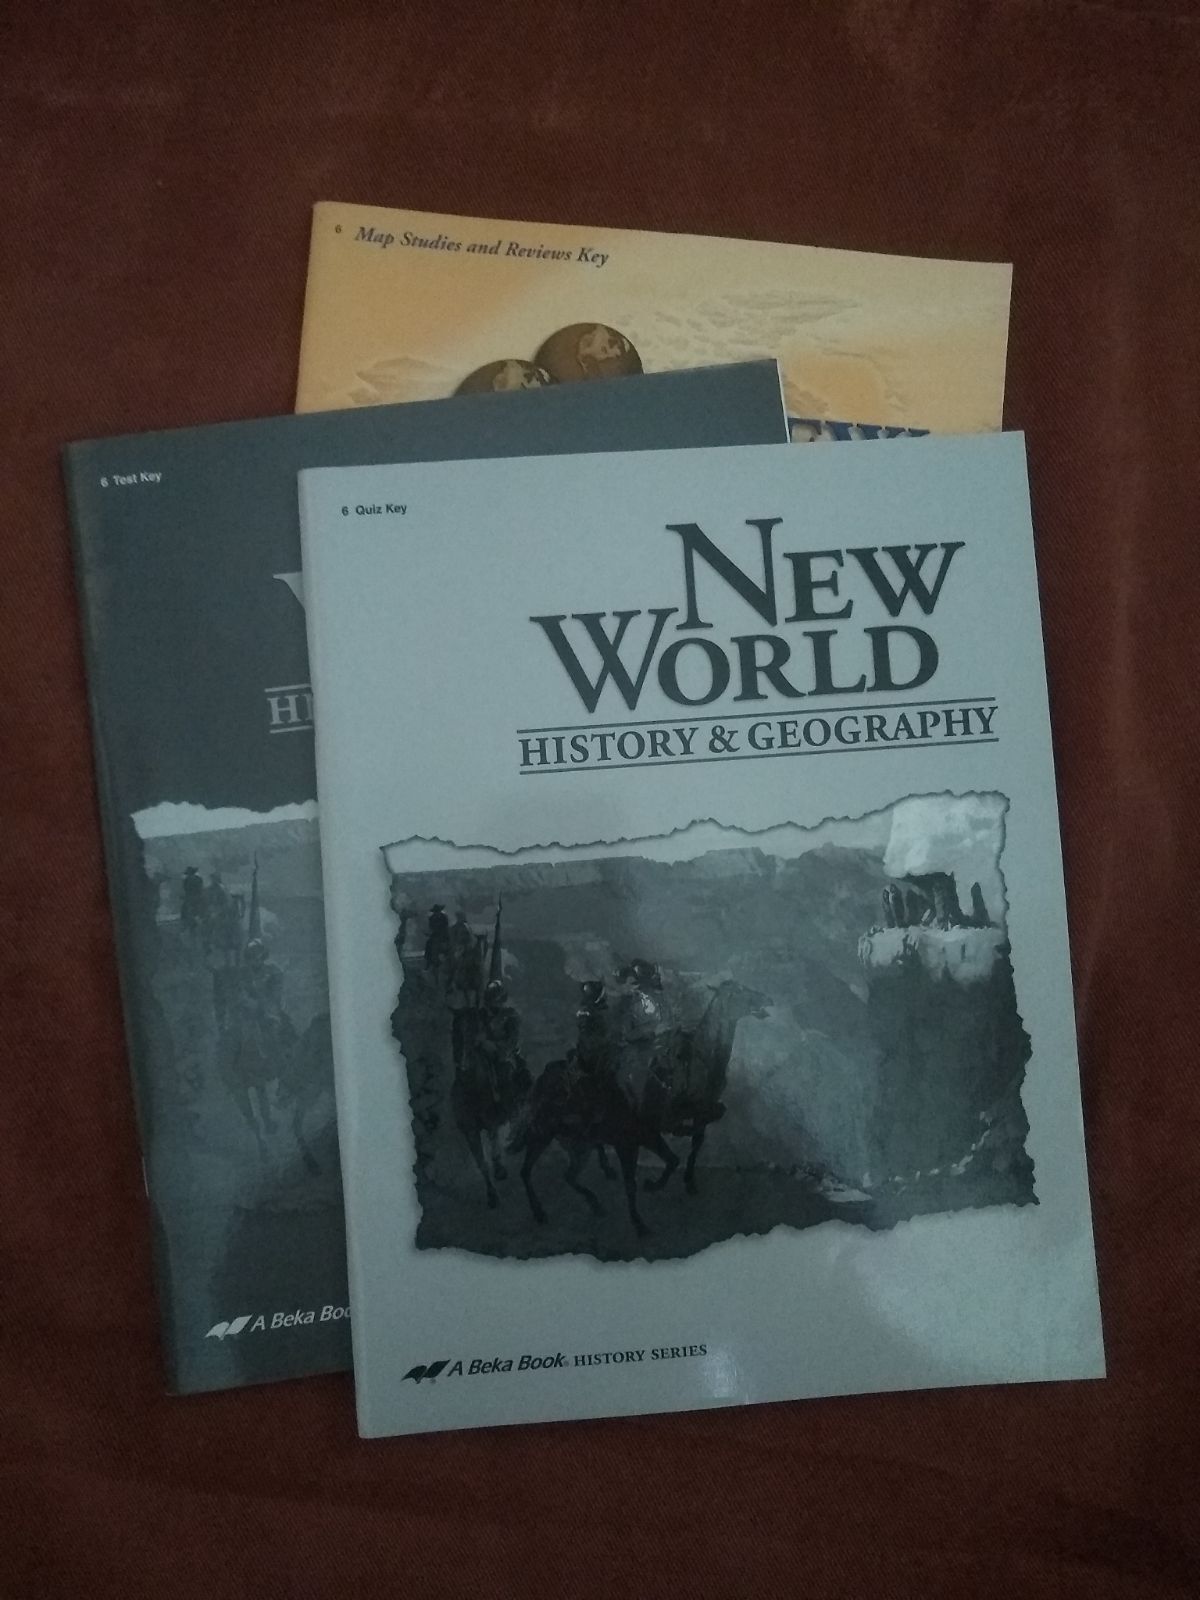 6 Map Studies and Reviews Key
6 Test Key
A Beka
6 Quiz Key
NEW
WORLD
HISTORY & GEOGRAPHY
A Beka Book® HISTORY SERIES